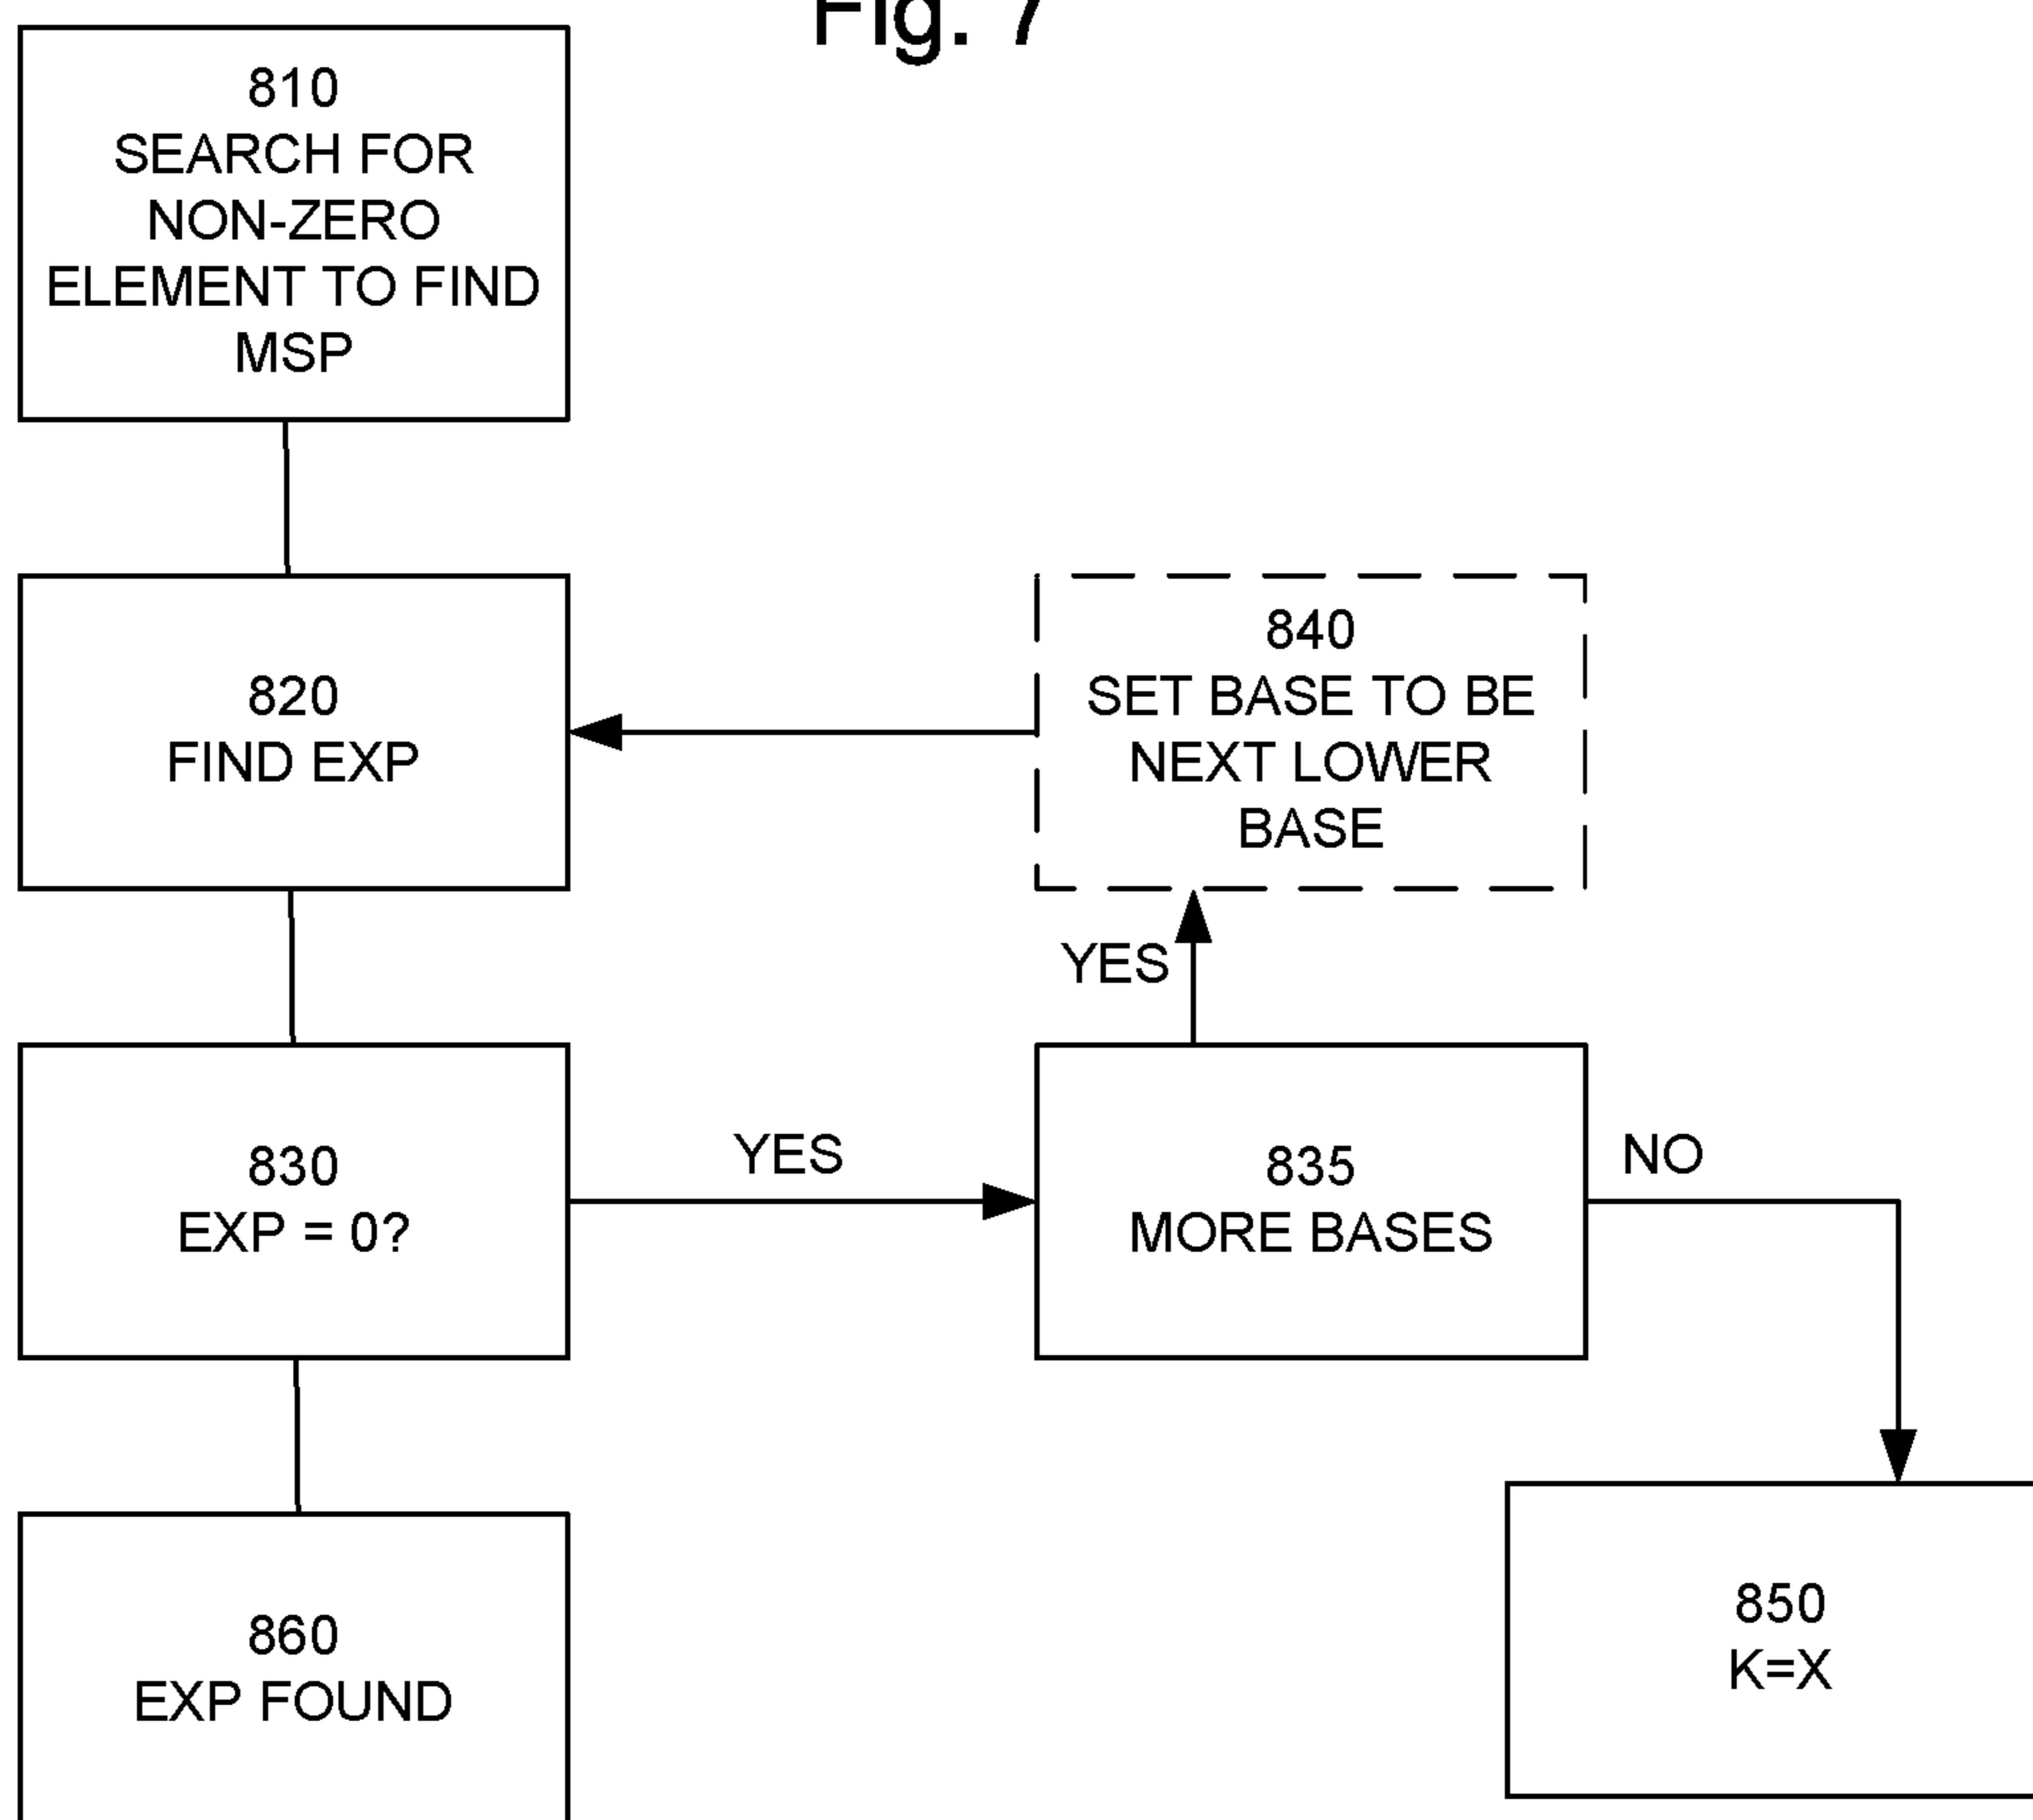 Fig. 7
810
SEARCH FOR
NON-ZERO
ELEMENT TO FIND
MSP
820
FIND EXP
840
SET BASE TO BE
NEXT LOWER
BASE
YES
830
EXP = 0?
YES
835
MORE BASES
NO
860
EXP FOUND
850
K=X